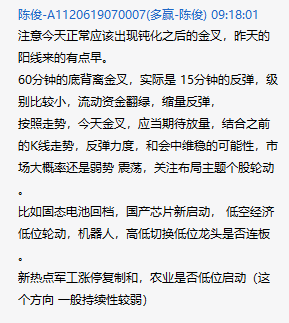 陈俊-A1120619070007(多赢-陈俊) 09:18:01
注意今天正常应该出现钝化之后的金叉，昨天的
阳线来的有点早。
60分钟的底背离金叉，实际是 15分钟的反弹，级
别比较小，流动资金翻绿，缩量反弹，
按照走势，今天金叉，应当期待放量，结合之前
的K线走势，反弹力度，和会中维稳的可能性，市
场大概率还是弱势 震荡，关注布局主题个股轮动
。
比如固态电池回档，国产芯片新启动， 低空经济
低位轮动，机器人，高低切换低位龙头是否连板
。
新热点军工涨停复制和，农业是否低位启动（这
个方向 一般持续性较弱）